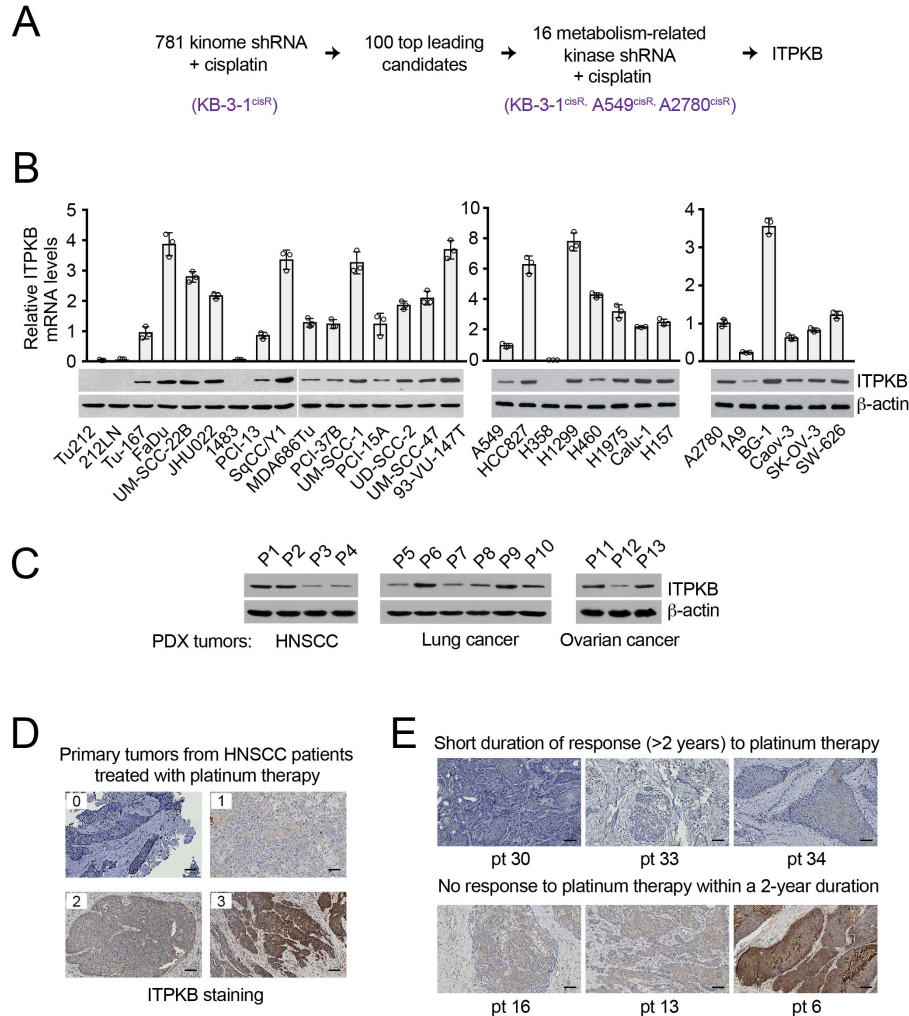 A
781 kinome shRNA
+ cisplatin
(KB-3-1cisR)
→
100 top leading
candidates
→
16 metabolism-related
kinase shRNA
+ cisplatin
(KB-3-1cisR, A549cisR, A2780cisR)
→ ITPKB
B
Relative ITPKB
mRNA levels
5
4
3
2
1
0
10
8
6
4
2
0
4
3
2
1
0
ITPKB
β-actin
Tu212
212LN
Tu-167
FaDu
UM-SCC-22B
JHU022
1483
PCI-13
SqCC/Y1
MDA686Tu
PCI-37B
UM-SCC-1
PCI-15A
UD-SCC-2
UM-SCC-47
93-VU-147T
A549
HCC827
H358
H1299
H460
H1975
Calu-1
H157
A2780
1A9
BG-1
Caov-3
SK-OV-3
SW-626
C
P1 P2 P3 P4
P5 P6 P7 P8 P9 P10
P11 P12 P13
ITPKB
β-actin
PDX tumors: HNSCC Lung cancer Ovarian cancer
D
Primary tumors from HNSCC patients
treated with platinum therapy
0 1
2 3
ITPKB staining
E
Short duration of response (>2 years) to platinum therapy
pt 30 pt 33 pt 34
No response to platinum therapy within a 2-year duration
pt 16 pt 13 pt 6